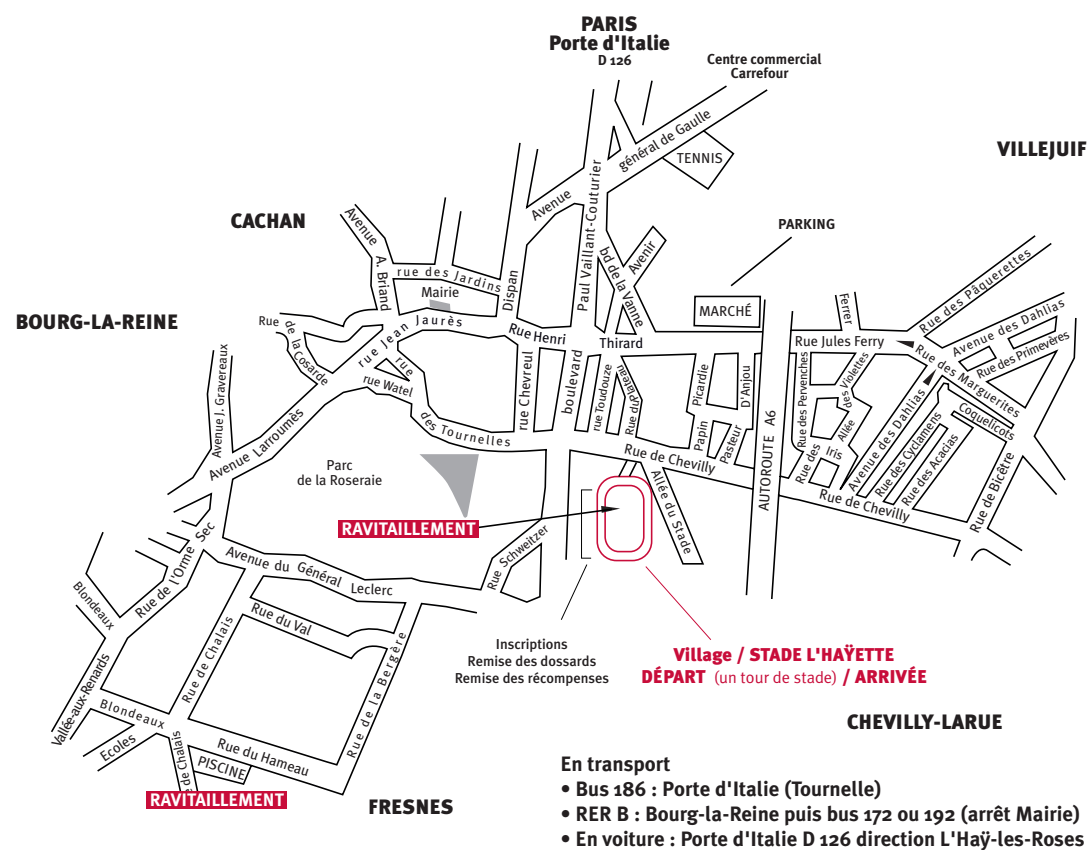 PARIS
Porte d'Italie
D 126
Centre commercial
Carrefour
VILLEJUIF
TENNIS
général de Gaulle
Avenue
Paul Vaillant-Couturier
CACHAN
Avenue
A. Briand
PARKING
Avenir
bd de la Vanne
rue des Jardins
Dispan
Mairie
MARCHÉ
Ferrer
Rue des Pâquerettes
Avenue des Dahlias
Rue des Primevères
BOURG-LA-REINE
Rue
de la Cosarde
rue Jean Jaurès
Rue Henri
Thirard
Rue Jules Ferry
Rue des Marguerites
rue
rue Watel
des Tournelles
rue Chevreul
boulevard
rue Toudouze
Rue du Plateau
Picardie
D'Anjou
Papin
Pasteur
AUTOROUTE A6
Rue des Pervenches
Allée
des
Violettes
Rue des
Iris
Avenue des Dahlias
Rue des Cyclamens
Rue des Acacias
Coquelicots
Rue de Bicêtre
Avenue J. Gravereaux
Avenue Larroumès
Parc
de la Roseraie
Rue de Chevilly
Rue de Chevilly
Allée du Stade
RAVITAILLEMENT
Rue Schweitzer
Rue de l'Orme Sec
Avenue du Général
Leclerc
Blondeaux
Rue du Val
Rue de Chalais
Rue de la Bergère
Inscriptions
Remise des dossards
Remise des récompenses
Village / STADE L'HAŸETTE
DÉPART (un tour de stade) / ARRIVÉE
Vallée-aux-Renards
Blondeaux
Ecoles
de Chalais
PISCINE
Rue du Hameau
RAVITAILLEMENT
FRESNES
CHEVILLY-LARUE
En transport
• Bus 186 : Porte d'Italie (Tournelle)
• RER B : Bourg-la-Reine puis bus 172 ou 192 (arrêt Mairie)
• En voiture : Porte d'Italie D 126 direction L'Haÿ-les-Roses